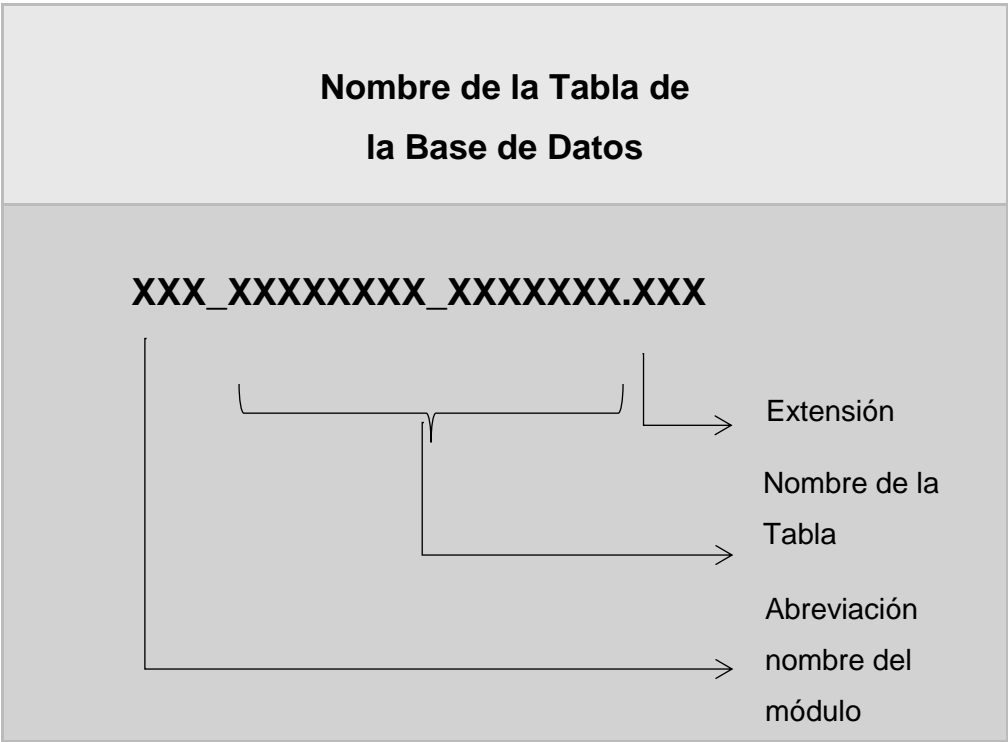 Nombre de la Tabla de
la Base de Datos
XXX_XXXXXXXX_XXXXXXX.XXX
Extensión
Nombre de la
Tabla
Abreviación
nombre del
módulo